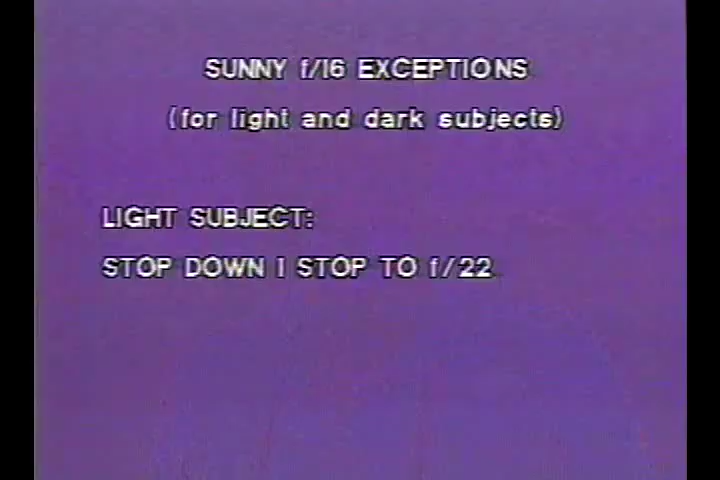 SUNNY f/16 EXCEPTIONS
(for light and dark subjects)
LIGHT SUBJECT:
STOP DOWN 1 STOP TO f/22